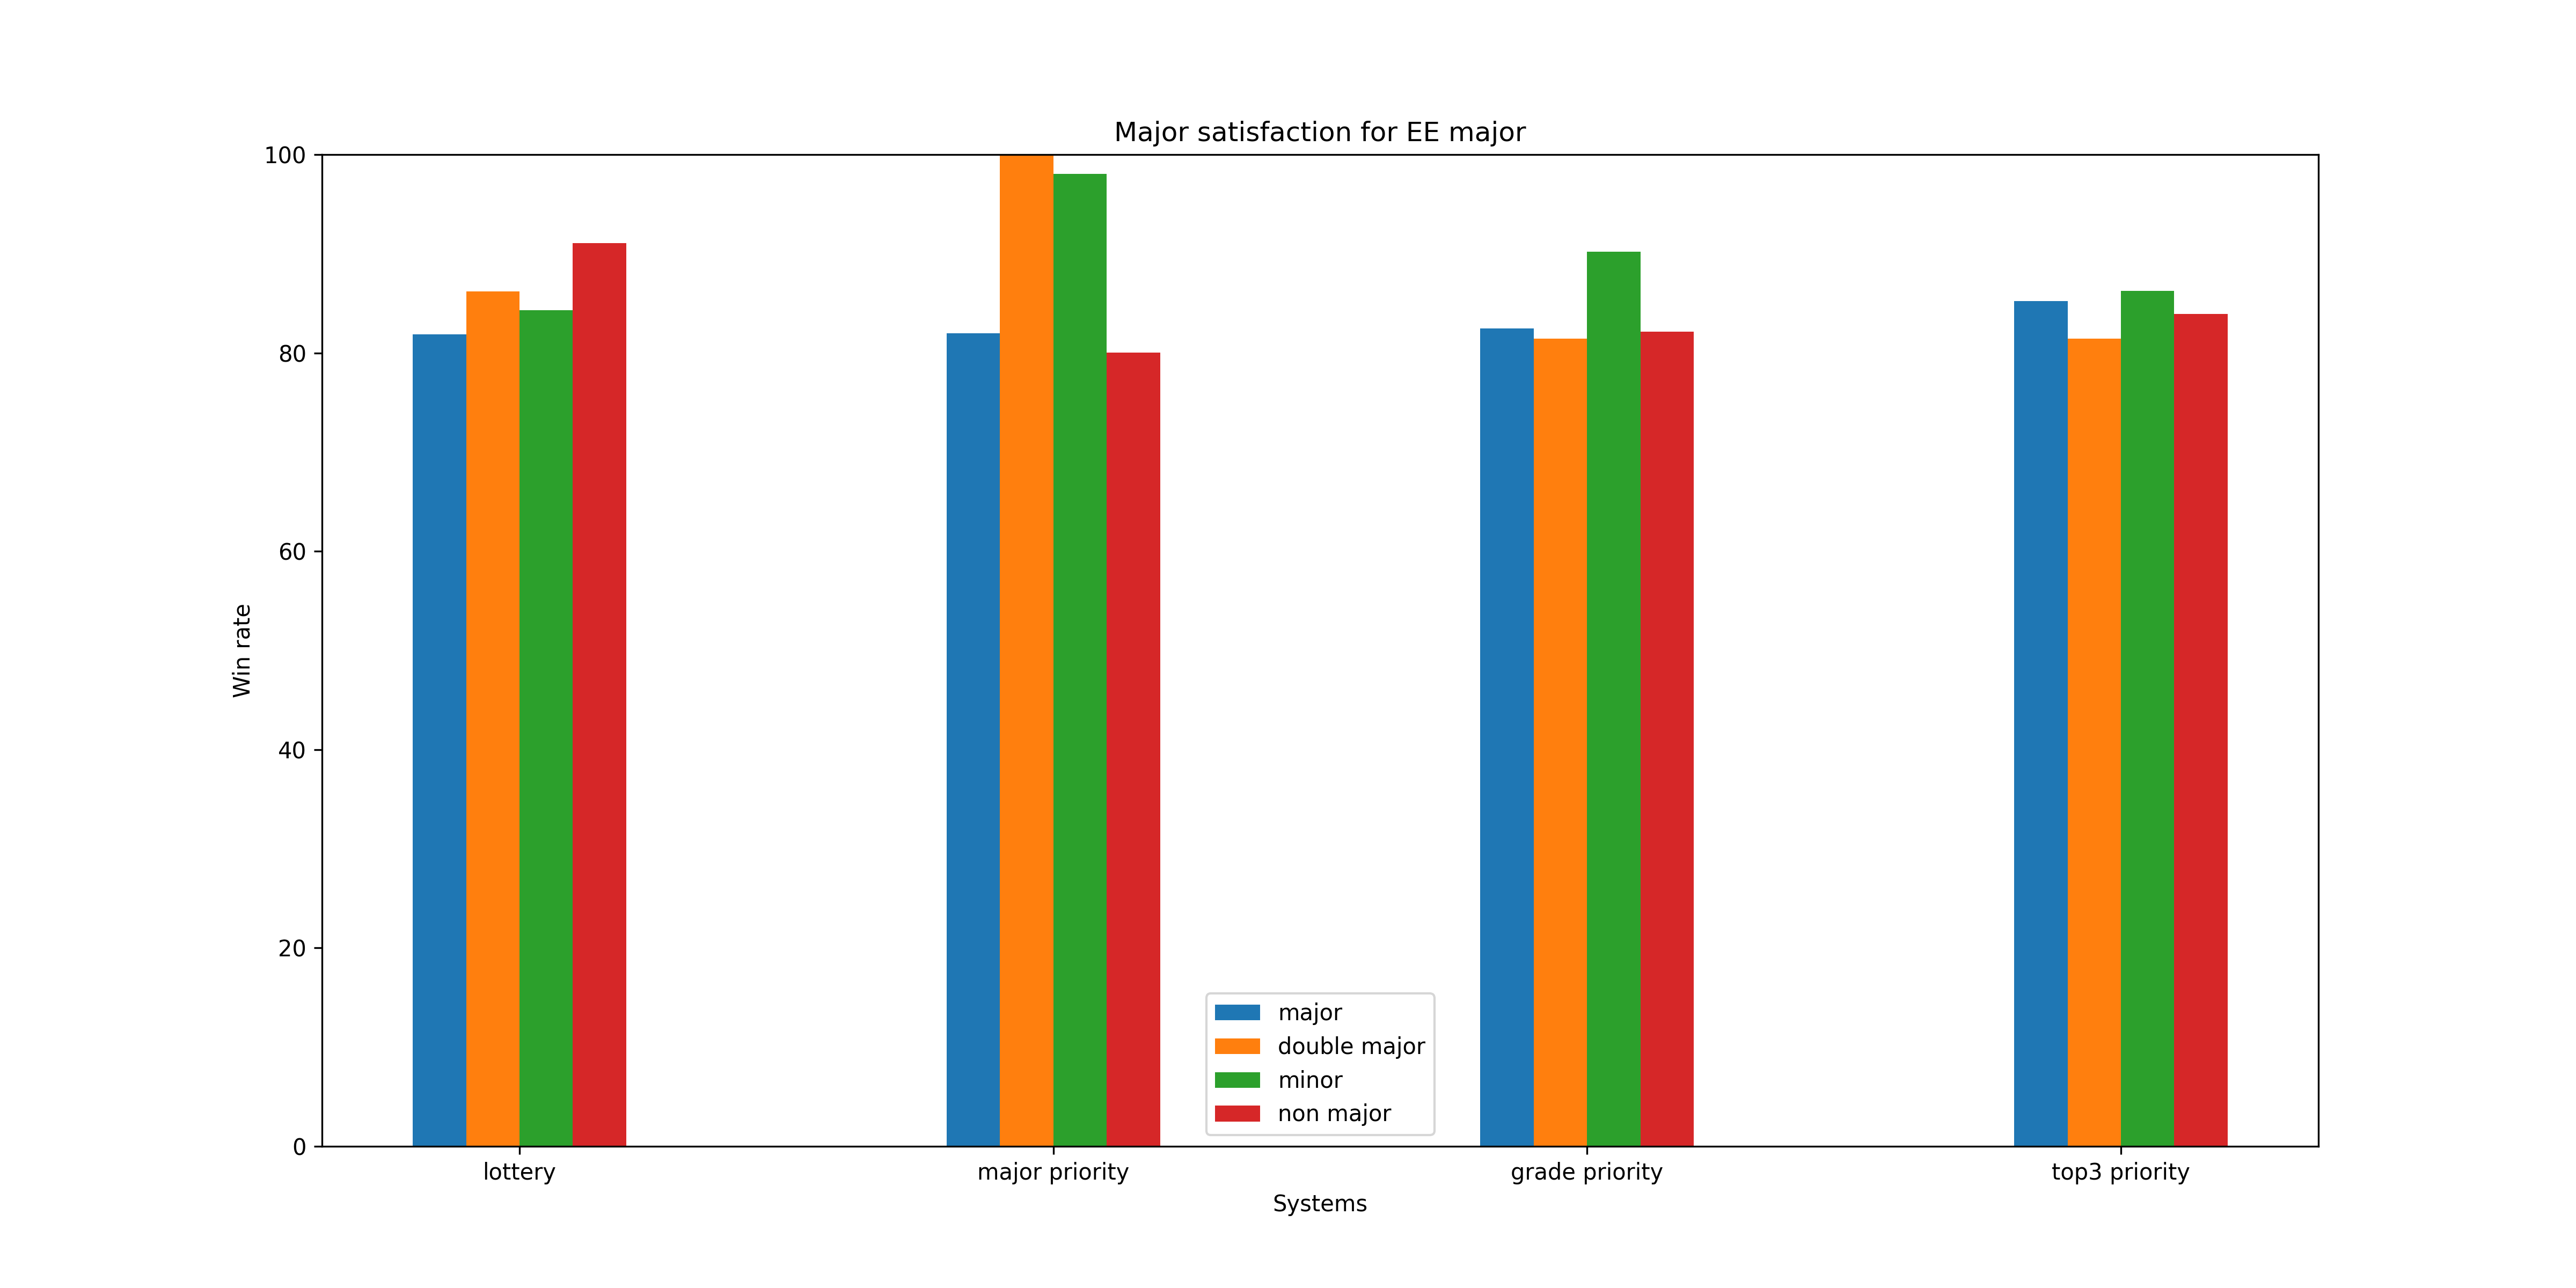 Major satisfaction for EE major
100
80
60
40
20
0
Win rate
major
double major
minor
non major
lottery
major priority
grade priority
top3 priority
Systems